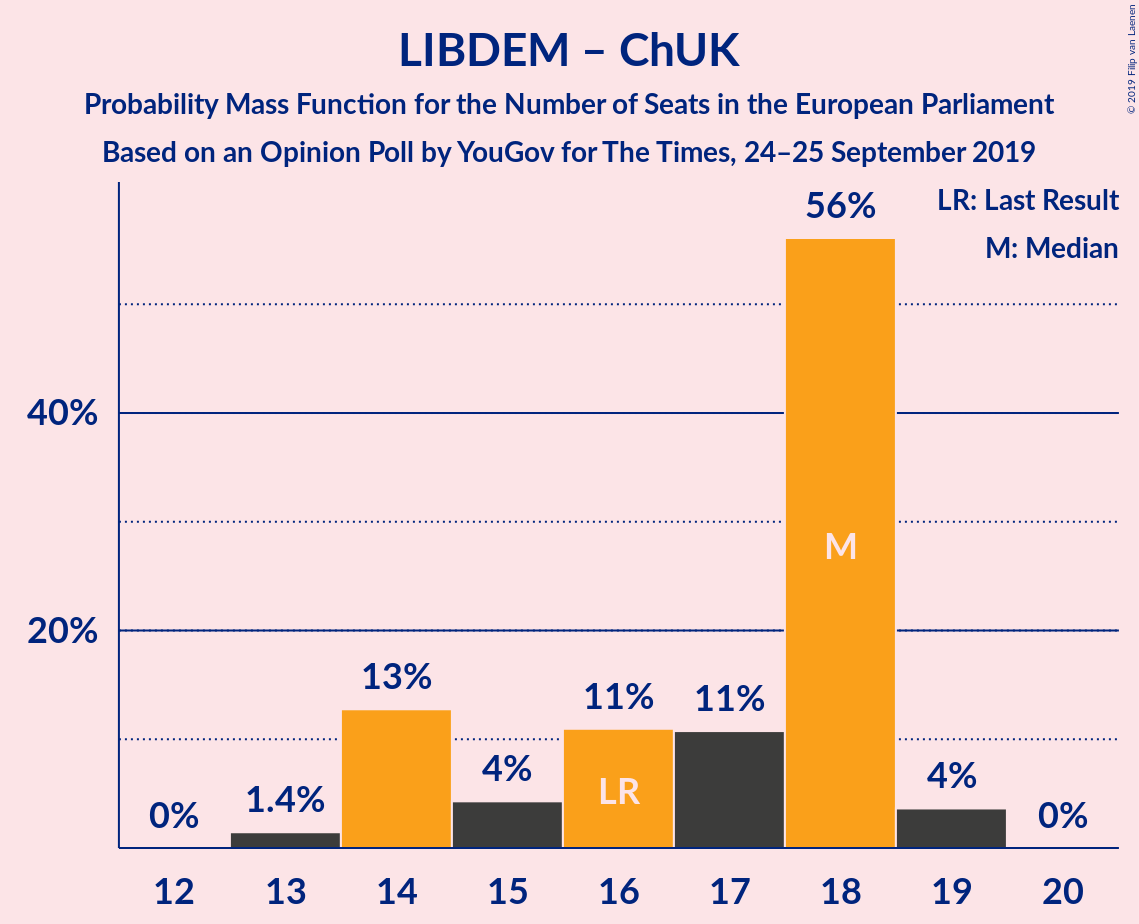 LIBDEM – ChUK
Probability Mass Function for the Number of Seats in the European Parliament
Based on an Opinion Poll by YouGov for The Times, 24–25 September 2019
© 2019 Filip van Laenen
LR: Last Result
M: Median
56%
40%
M
20%
13%
11%
11%
4%
4%
LR
1.4%
0%
0%
12 13 14 15 16 17 18 19 20